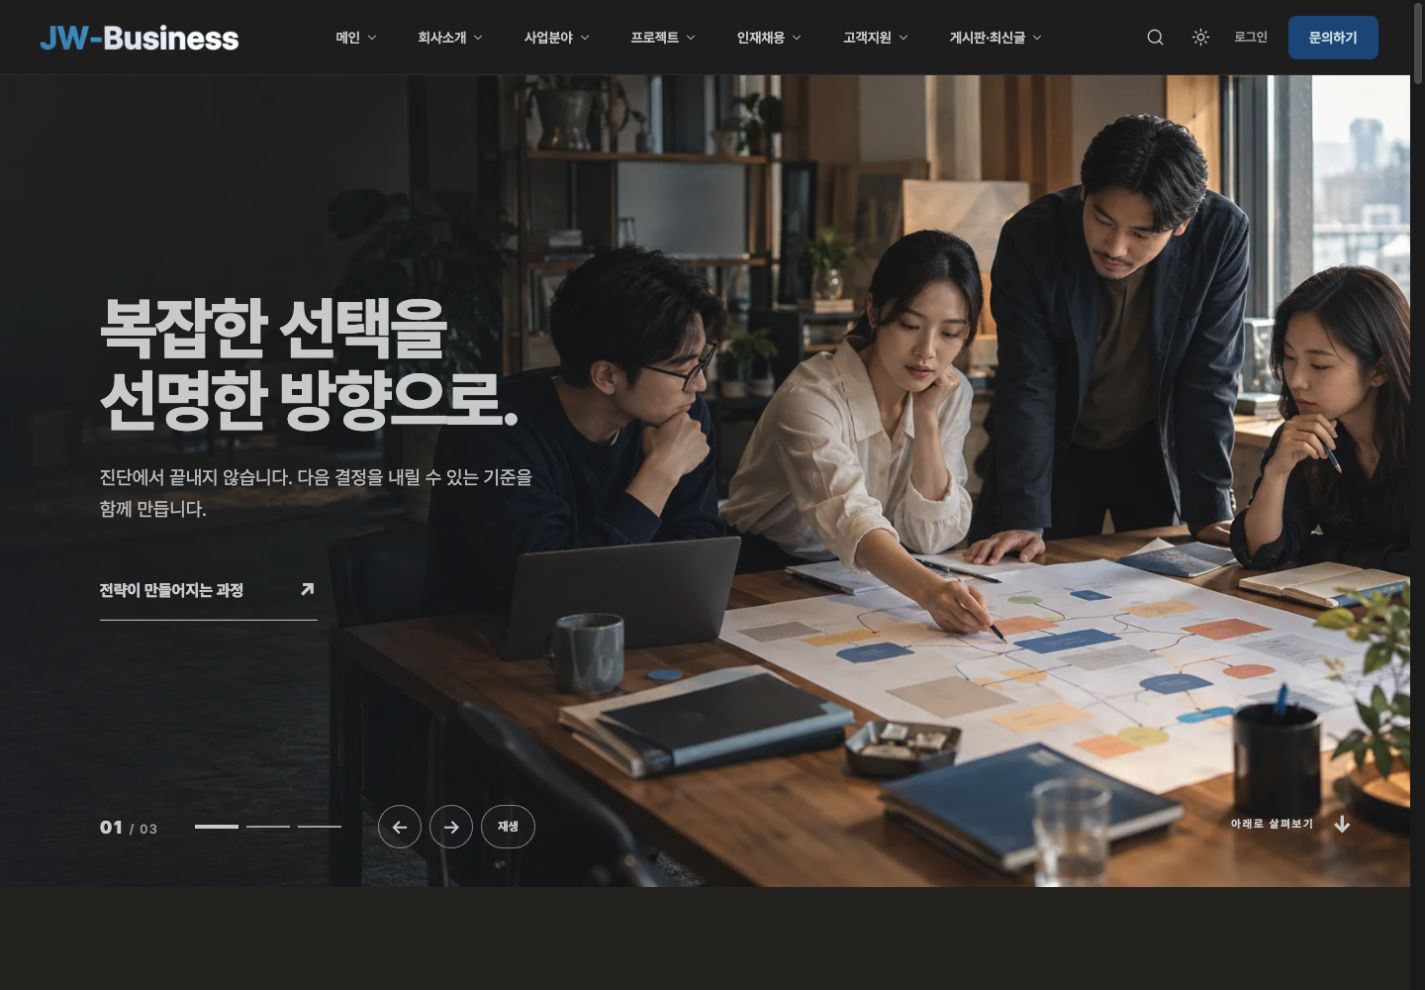 JW-Business
메인
회사소개
사업분야
프로젝트
인재채용
고객지원
게시판·최신글
로그인
문의하기
복잡한 선택을
선명한 방향으로.
진단에서 끝내지 않습니다. 다음 결정을 내릴 수 있는 기준을
함께 만듭니다.
전략이 만들어지는 과정
01 / 03
재생
아래로 살펴보기